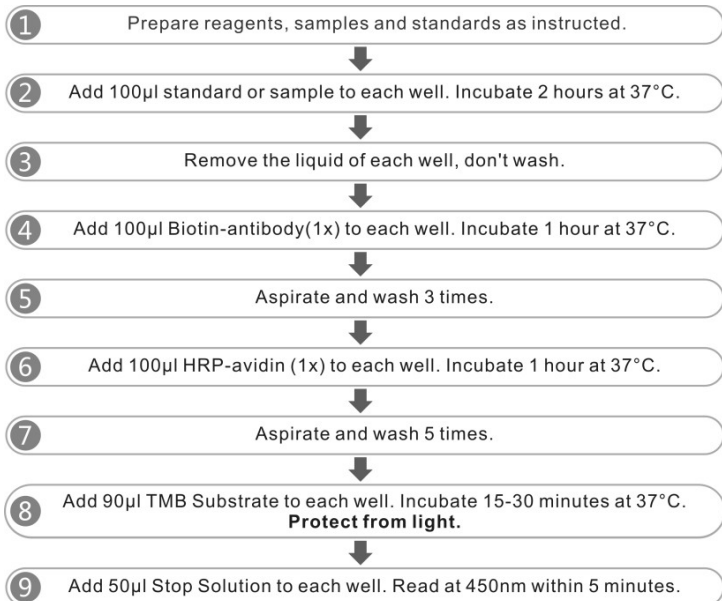 1 Prepare reagents, samples and standards as instructed.
2 Add 100μl standard or sample to each well. Incubate 2 hours at 37°C.
3 Remove the liquid of each well, don't wash.
4 Add 100μl Biotin-antibody(1x) to each well. Incubate 1 hour at 37°C.
5 Aspirate and wash 3 times.
6 Add 100μl HRP-avidin (1x) to each well. Incubate 1 hour at 37°C.
7 Aspirate and wash 5 times.
8 Add 90μl TMB Substrate to each well. Incubate 15-30 minutes at 37°C.
Protect from light.
9 Add 50μl Stop Solution to each well. Read at 450nm within 5 minutes.